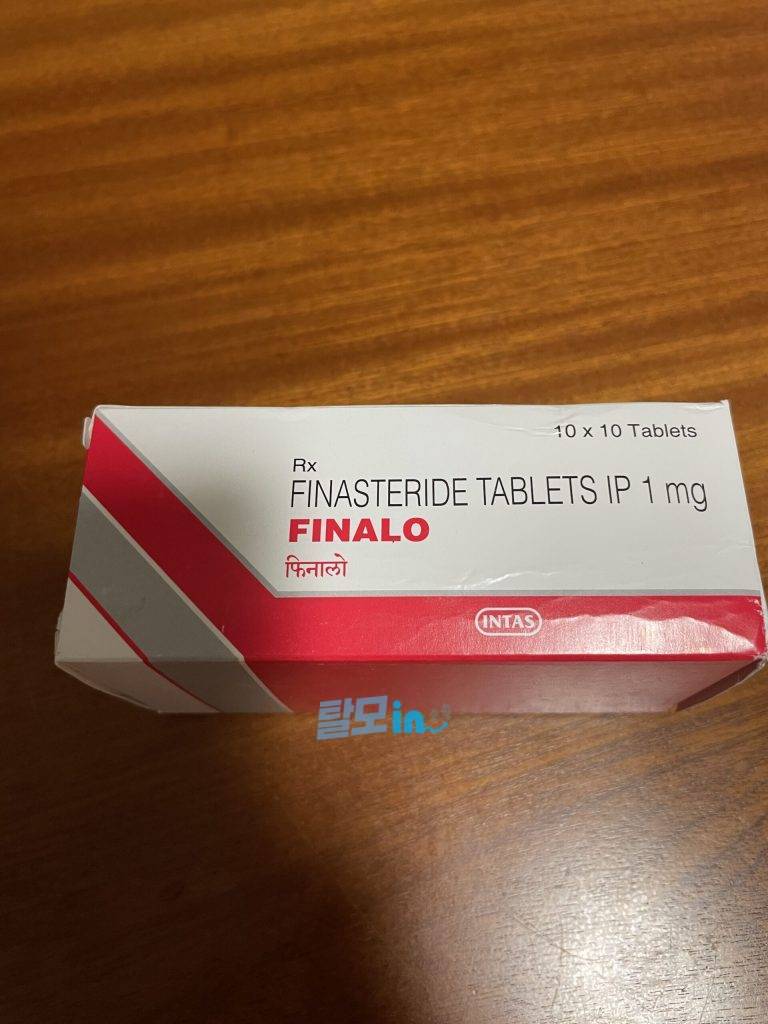 10 x 10 Tablets
Rx
FINASTERIDE TABLETS IP 1 mg
FINALO
फिनालो
INTAS
탈모in